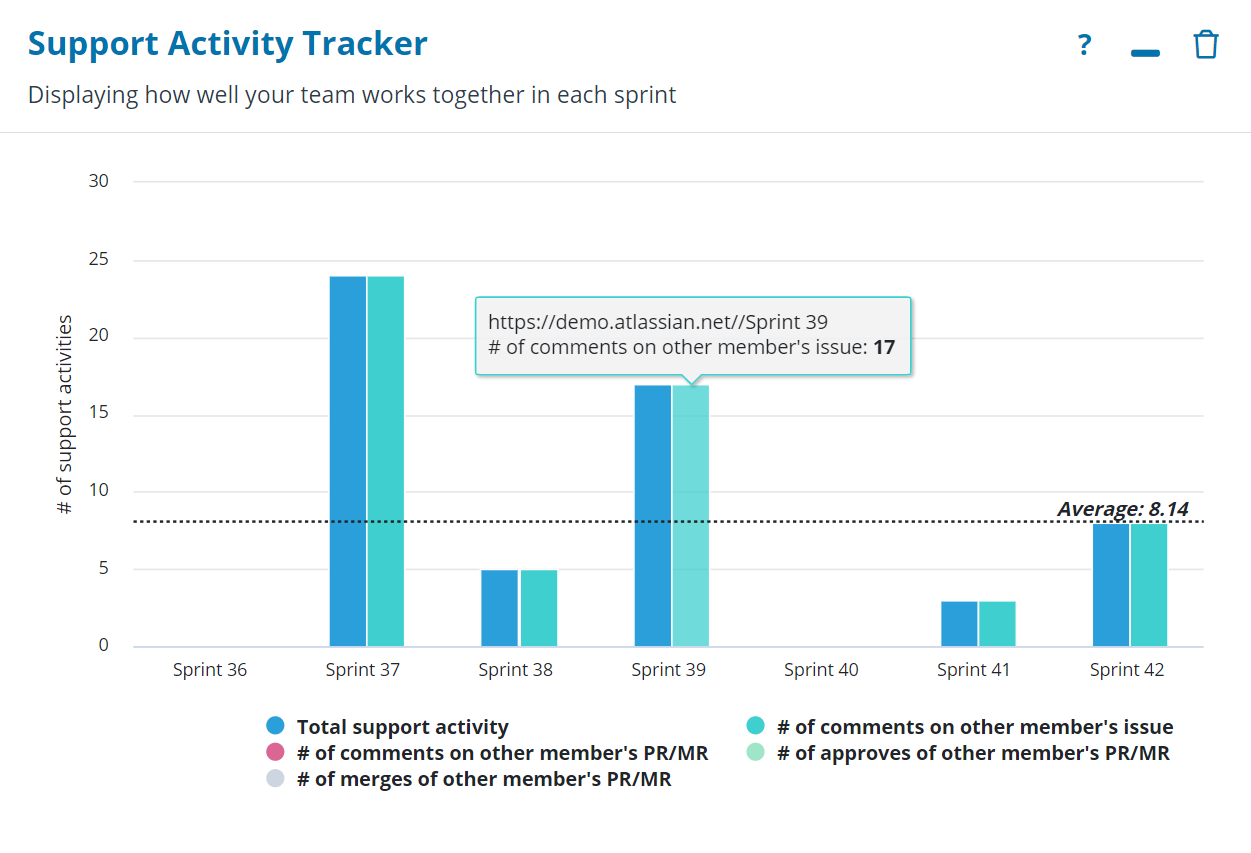 Support Activity Tracker
?
Displaying how well your team works together in each sprint
# of support activities
30
25
20
15
10
5
0
https://demo.atlassian.net//Sprint 39
# of comments on other member's issue: 17
Average: 8.14
Sprint 36
Sprint 37
Sprint 38
Sprint 39
Sprint 40
Sprint 41
Sprint 42
Total support activity
# of comments on other member's issue
# of comments on other member's PR/MR
# of approves of other member's PR/MR
# of merges of other member's PR/MR